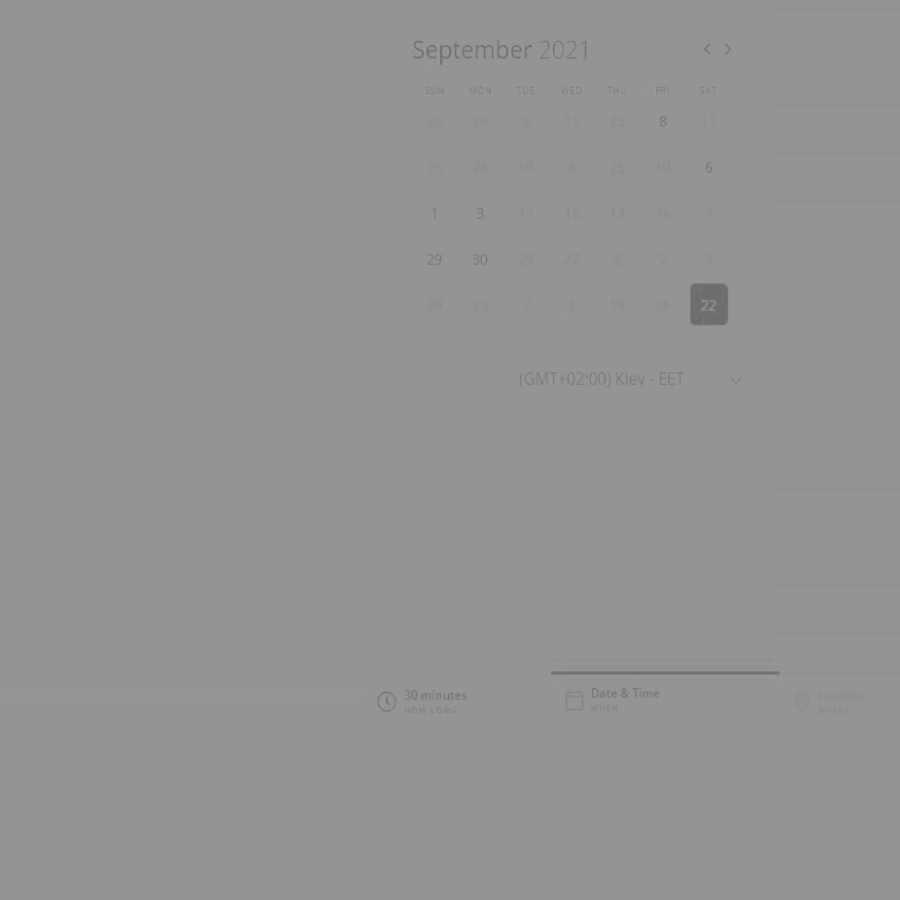 September 2021
SUN MON TUE WED THU FRI SAT
22 29 9 11 25 8 17
26 28 19 8 25 10 6
1 3 17 15 13 16 7
29 30 29 27 2 2 4
29 23 7 1 19 26 22
(GMT+02:00) Kiev - EET
30 minutes
HOW LONG
Date & Time
WHEN
Location
WHERE